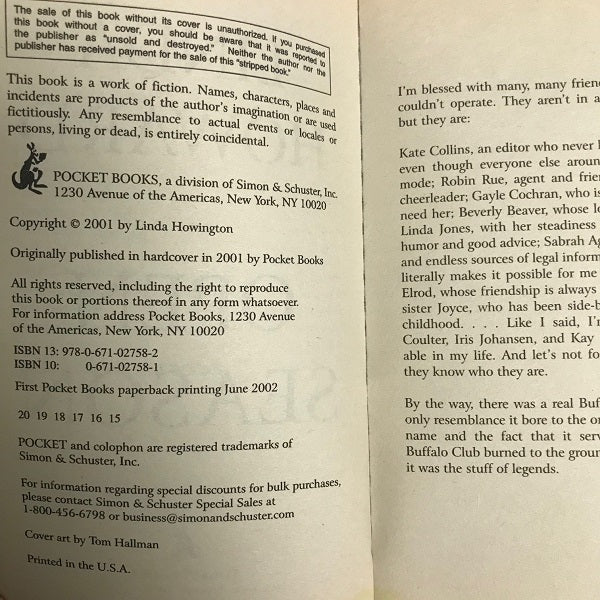 The sale of this book without its cover is unauthorized. If you purchased
this book without a cover, you should be aware that it was reported to
the publisher as "unsold and destroyed." Neither the author nor the
publisher has received payment for the sale of this "stripped book."
This book is a work of fiction. Names, characters, places and
incidents are products of the author's imagination or are used
fictitiously. Any resemblance to actual events or locales or
persons, living or dead, is entirely coincidental.
POCKET BOOKS, a division of Simon & Schuster, Inc.
1230 Avenue of the Americas, New York, NY 10020
Copyright © 2001 by Linda Howington
Originally published in hardcover in 2001 by Pocket Books
All rights reserved, including the right to reproduce
this book or portions thereof in any form whatsoever.
For information address Pocket Books, 1230 Avenue
of the Americas, New York, NY 10020
ISBN 13: 978-0-671-02758-2
ISBN 10: 0-671-02758-1
First Pocket Books paperback printing June 2002
20 19 18 17 16 15
POCKET and colophon are registered trademarks of
Simon & Schuster, Inc.
For information regarding special discounts for bulk purchases,
please contact Simon & Schuster Special Sales at
1-800-456-6798 or business@simonandschuster.com
Cover art by Tom Hallman
Printed in the U.S.A.
I'm blessed with many, many frien
couldn't operate. They aren't in a
but they are:
Kate Collins, an editor who never l
even though everyone else aroun
mode; Robin Rue, agent and frie
cheerleader; Gayle Cochran, who is
need her; Beverly Beaver, whose lo
Linda Jones, with her steadiness
humor and good advice; Sabrah Ag
and endless sources of legal inform
literally makes it possible for me
Elrod, whose friendship is always
sister Joyce, who has been side-b
childhood. . . . Like I said, I'm
Coulter, Iris Johansen, and Kay
able in my life. And let's not fo
they know who they are.
By the way, there was a real Buf
only resemblance it bore to the o
name and the fact that it serv
Buffalo Club burned to the groun
it was the stuff of legends.